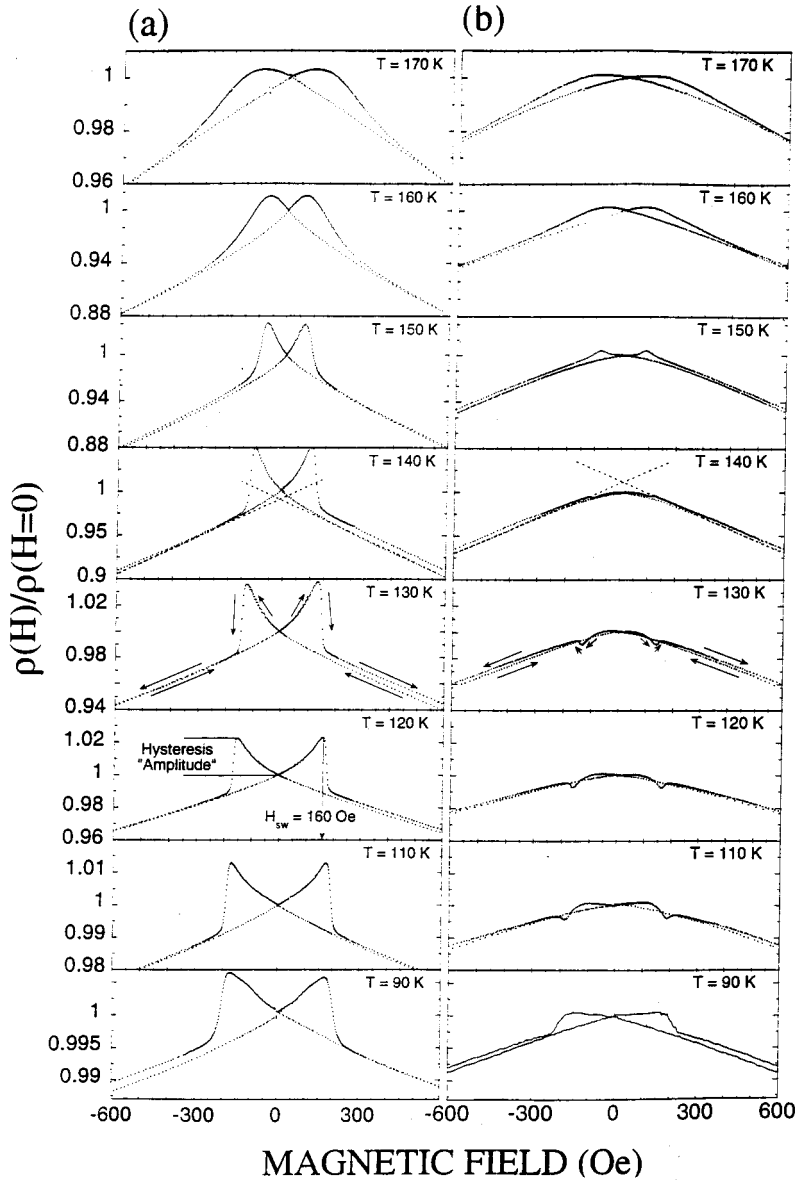 (a)
(b)
T = 170 K
T = 170 K
1
0.98
0.96
T = 160 K
T = 160 K
1
0.94
0.88
T = 150 K
T = 150 K
1
0.94
0.88
T = 140 K
T = 140 K
1
0.95
0.9
T = 130 K
T = 130 K
1.02
0.98
0.94
T = 120 K
T = 120 K
1.02
Hysteresis
"Amplitude"
1
0.98
0.96
Hsw = 160 Oe
T = 110 K
T = 110 K
1.01
1
0.99
0.98
T = 90 K
T = 90 K
1
0.995
0.99
ρ(H)/ρ(H=0)
-600 -300 0 300 -600 -300 0 300 600
MAGNETIC FIELD (Oe)